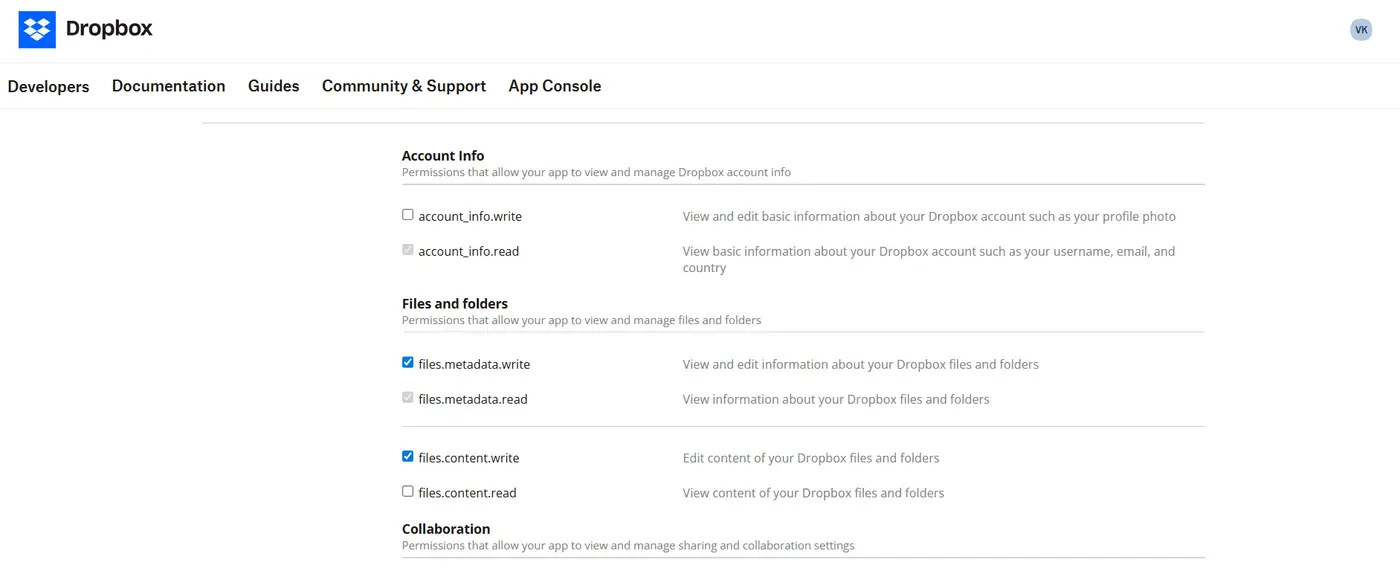 Dropbox
VK
Developers Documentation Guides Community & Support App Console
Account Info
Permissions that allow your app to view and manage Dropbox account info
account_info.write View and edit basic information about your Dropbox account such as your profile photo
account_info.read View basic information about your Dropbox account such as your username, email, and
country
Files and folders
Permissions that allow your app to view and manage files and folders
files.metadata.write View and edit information about your Dropbox files and folders
files.metadata.read View information about your Dropbox files and folders
files.content.write Edit content of your Dropbox files and folders
files.content.read View content of your Dropbox files and folders
Collaboration
Permissions that allow your app to view and manage sharing and collaboration settings